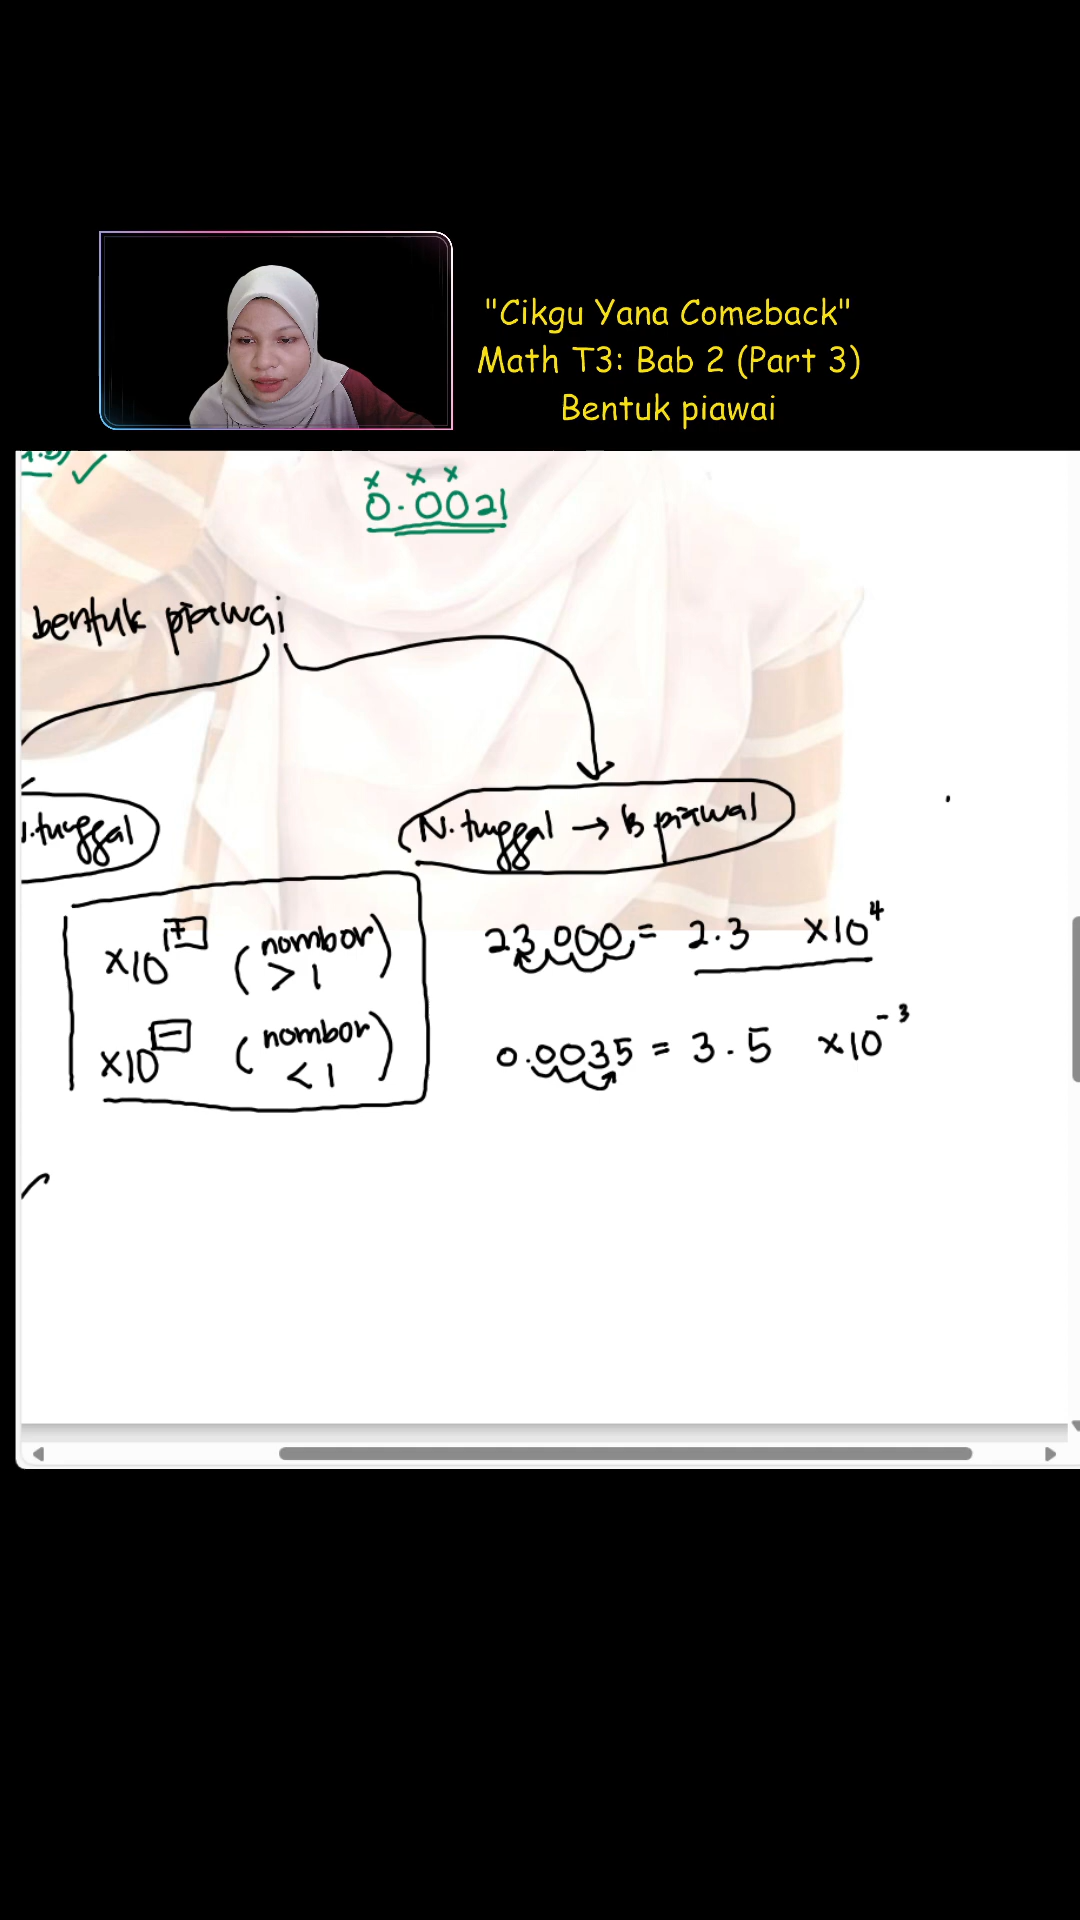 "Cikgu Yana Comeback"
Math T3: Bab 2 (Part 3)
Bentuk piawai
x x x
0.0021
bentuk piawai
tunggal
N. tunggal → B piawai
×10 + (nombor > 1)
×10 − (nombor < 1)
23,000 = 2.3 ×10⁴
0.0035 = 3.5 ×10⁻³